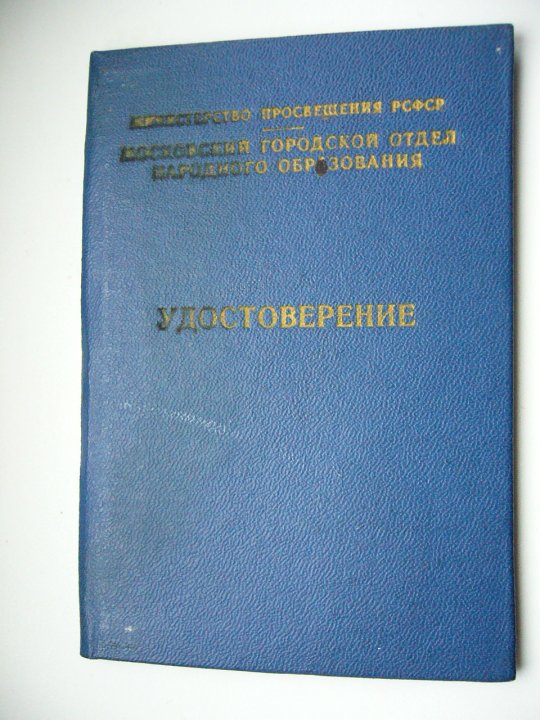 МИНИСТЕРСТВО ПРОСВЕЩЕНИЯ РСФСР
МОСКОВСКИЙ ГОРОДСКОЙ ОТДЕЛ
НАРОДНОГО ОБРАЗОВАНИЯ
УДОСТОВЕРЕНИЕ